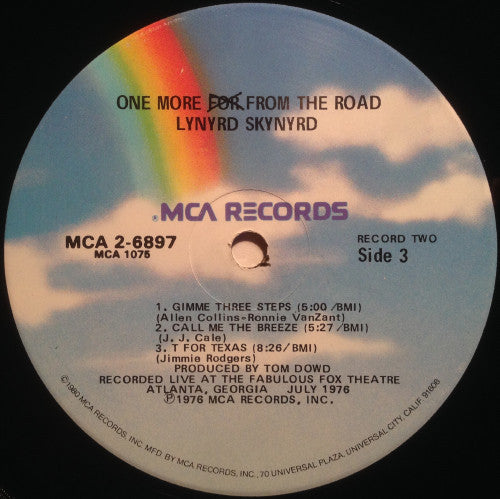 ONE MORE FOR FROM THE ROAD
LYNYRD SKYNYRD
®MCA RECORDS
MCA 2-6897
MCA 1075
RECORD TWO
Side 3
1. GIMME THREE STEPS (5:00 /BMI)
(Allen Collins-Ronnie VanZant)
2. CALL ME THE BREEZE (5:27 /BMI)
(J. J. Cale)
3. T FOR TEXAS (8:26/BMI)
(Jimmie Rodgers)
PRODUCED BY TOM DOWD
RECORDED LIVE AT THE FABULOUS FOX THEATRE
ATLANTA, GEORGIA JULY 1976
Ⓟ1976 MCA RECORDS, INC.
©1980 MCA RECORDS, INC. MFD. BY MCA RECORDS, INC., 70 UNIVERSAL PLAZA, UNIVERSAL CITY, CALIF. 91608